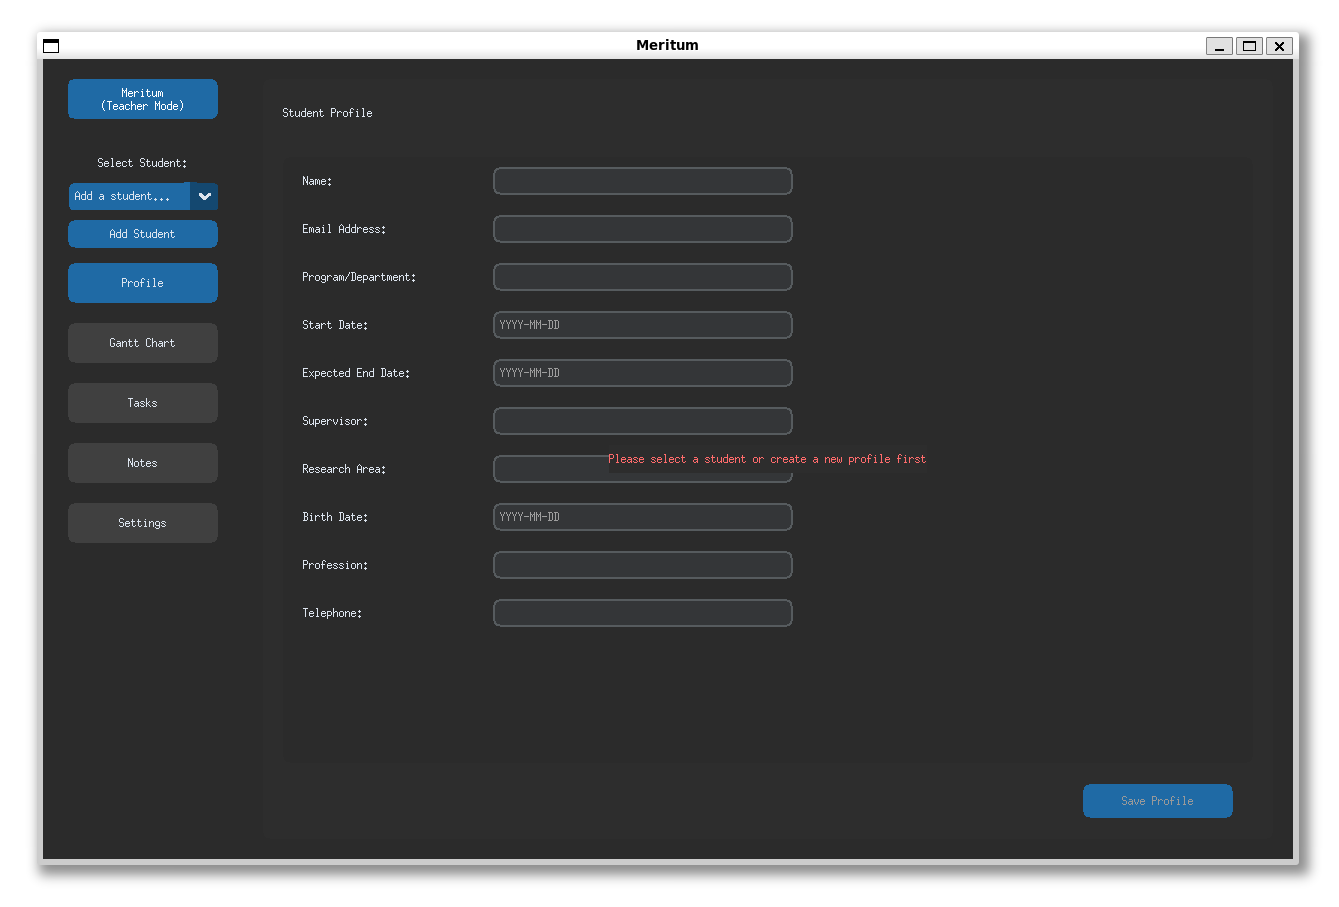 Meritum
Meritum
(Teacher Mode)
Select Student:
Add a student...
Add Student
Profile
Gantt Chart
Tasks
Notes
Settings
Student Profile
Name:
Email Address:
Program/Department:
Start Date:
YYYY-MM-DD
Expected End Date:
YYYY-MM-DD
Supervisor:
Please select a student or create a new profile first
Research Area:
Birth Date:
YYYY-MM-DD
Profession:
Telephone:
Save Profile